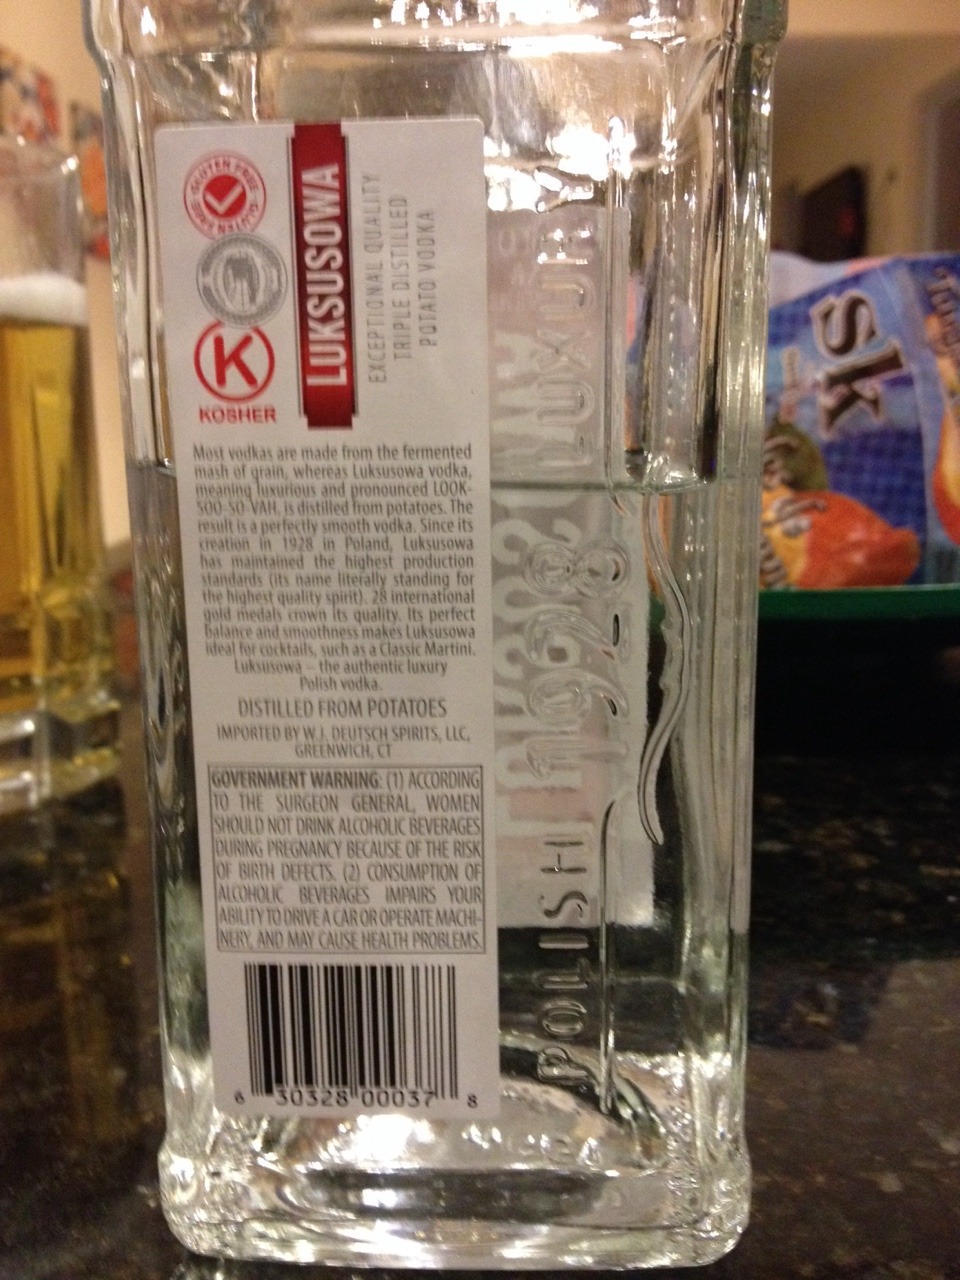 GLUTEN FREE
GLUTEN FREE
K
KOSHER
LUKSUSOWA
EXCEPTIONAL QUALITY
TRIPLE DISTILLED
POTATO VODKA
Most vodkas are made from the fermented
mash of grain, whereas Luksusowa vodka,
meaning luxurious and pronounced LOOK-
SOO-SO-VAH, is distilled from potatoes. The
result is a perfectly smooth vodka. Since its
creation in 1928 in Poland, Luksusowa
has maintained the highest production
standards (its name literally standing for
the highest quality spirit). 28 international
gold medals crown its quality. Its perfect
balance and smoothness makes Luksusowa
ideal for cocktails, such as a Classic Martini.
Luksusowa – the authentic luxury
Polish vodka.
DISTILLED FROM POTATOES
IMPORTED BY W.J. DEUTSCH SPIRITS, LLC,
GREENWICH, CT
GOVERNMENT WARNING: (1) ACCORDING
TO THE SURGEON GENERAL, WOMEN
SHOULD NOT DRINK ALCOHOLIC BEVERAGES
DURING PREGNANCY BECAUSE OF THE RISK
OF BIRTH DEFECTS. (2) CONSUMPTION OF
ALCOHOLIC BEVERAGES IMPAIRS YOUR
ABILITY TO DRIVE A CAR OR OPERATE MACHI-
NERY, AND MAY CAUSE HEALTH PROBLEMS.
6 30328 00037 8
POLISH 1928 LUXURY
sk